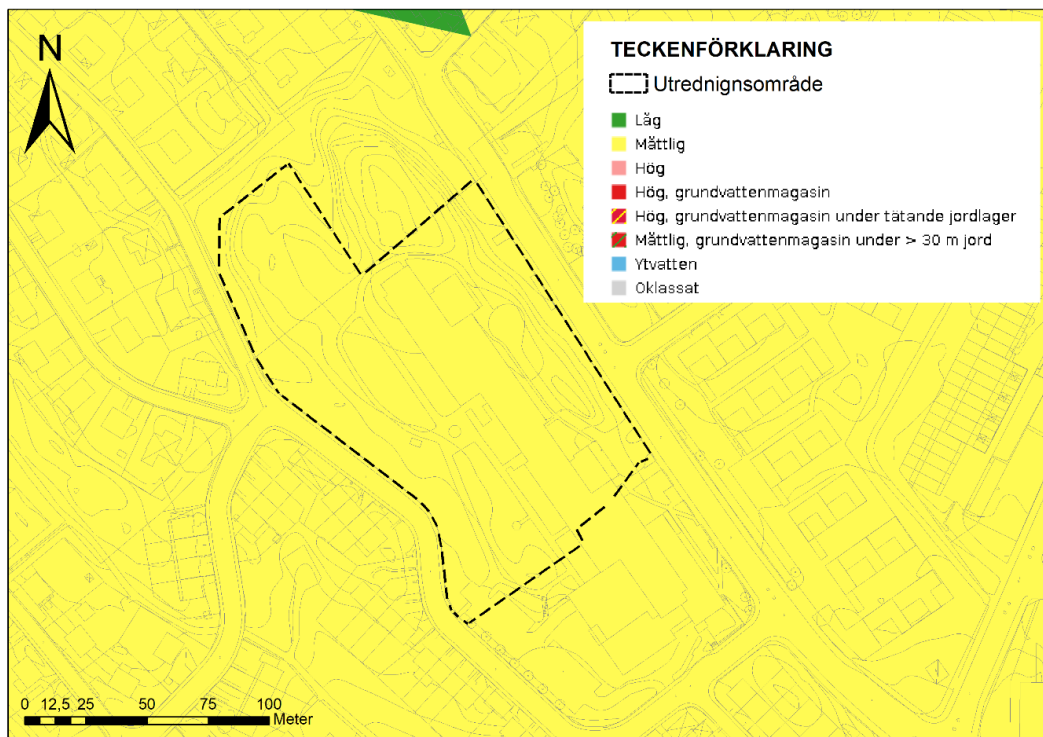 N
TECKENFÖRKLARING
Utrednignsområde
Låg
Måttlig
Hög
Hög, grundvattenmagasin
Hög, grundvattenmagasin under tätande jordlager
Måttlig, grundvattenmagasin under > 30 m jord
Ytvatten
Oklassat
0 12,5 25 50 75 100
Meter